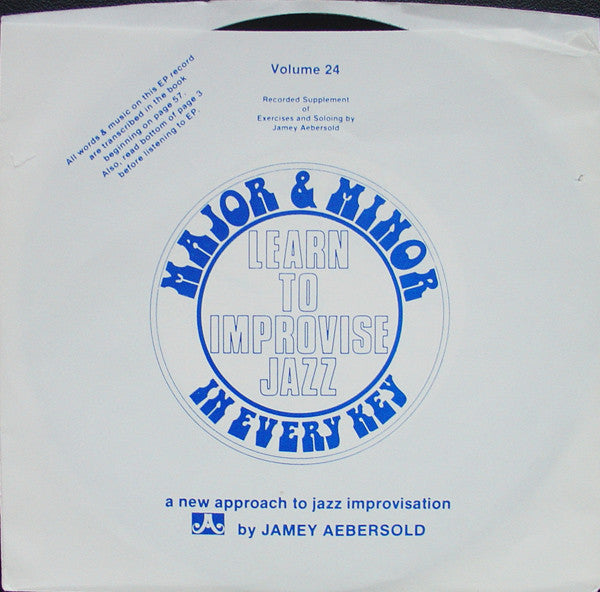 All words & music on this EP record
are transcribed in the book
beginning on page 57.
Also, read bottom of page 3
before listening to EP.
Volume 24
Recorded Supplement
of
Exercises and Soloing by
Jamey Aebersold
MAJOR & MINOR
LEARN
TO
IMPROVISE
JAZZ
IN EVERY KEY
a new approach to jazz improvisation
JA by JAMEY AEBERSOLD